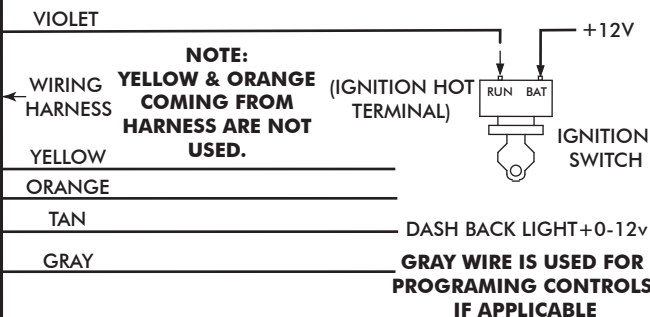 VIOLET
+12V
NOTE:
YELLOW & ORANGE
COMING FROM
HARNESS ARE NOT
USED.
WIRING
HARNESS
(IGNITION HOT
TERMINAL)
RUN BAT
IGNITION
SWITCH
YELLOW
ORANGE
TAN
DASH BACK LIGHT+0-12v
GRAY
GRAY WIRE IS USED FOR
PROGRAMING CONTROLS
IF APPLICABLE